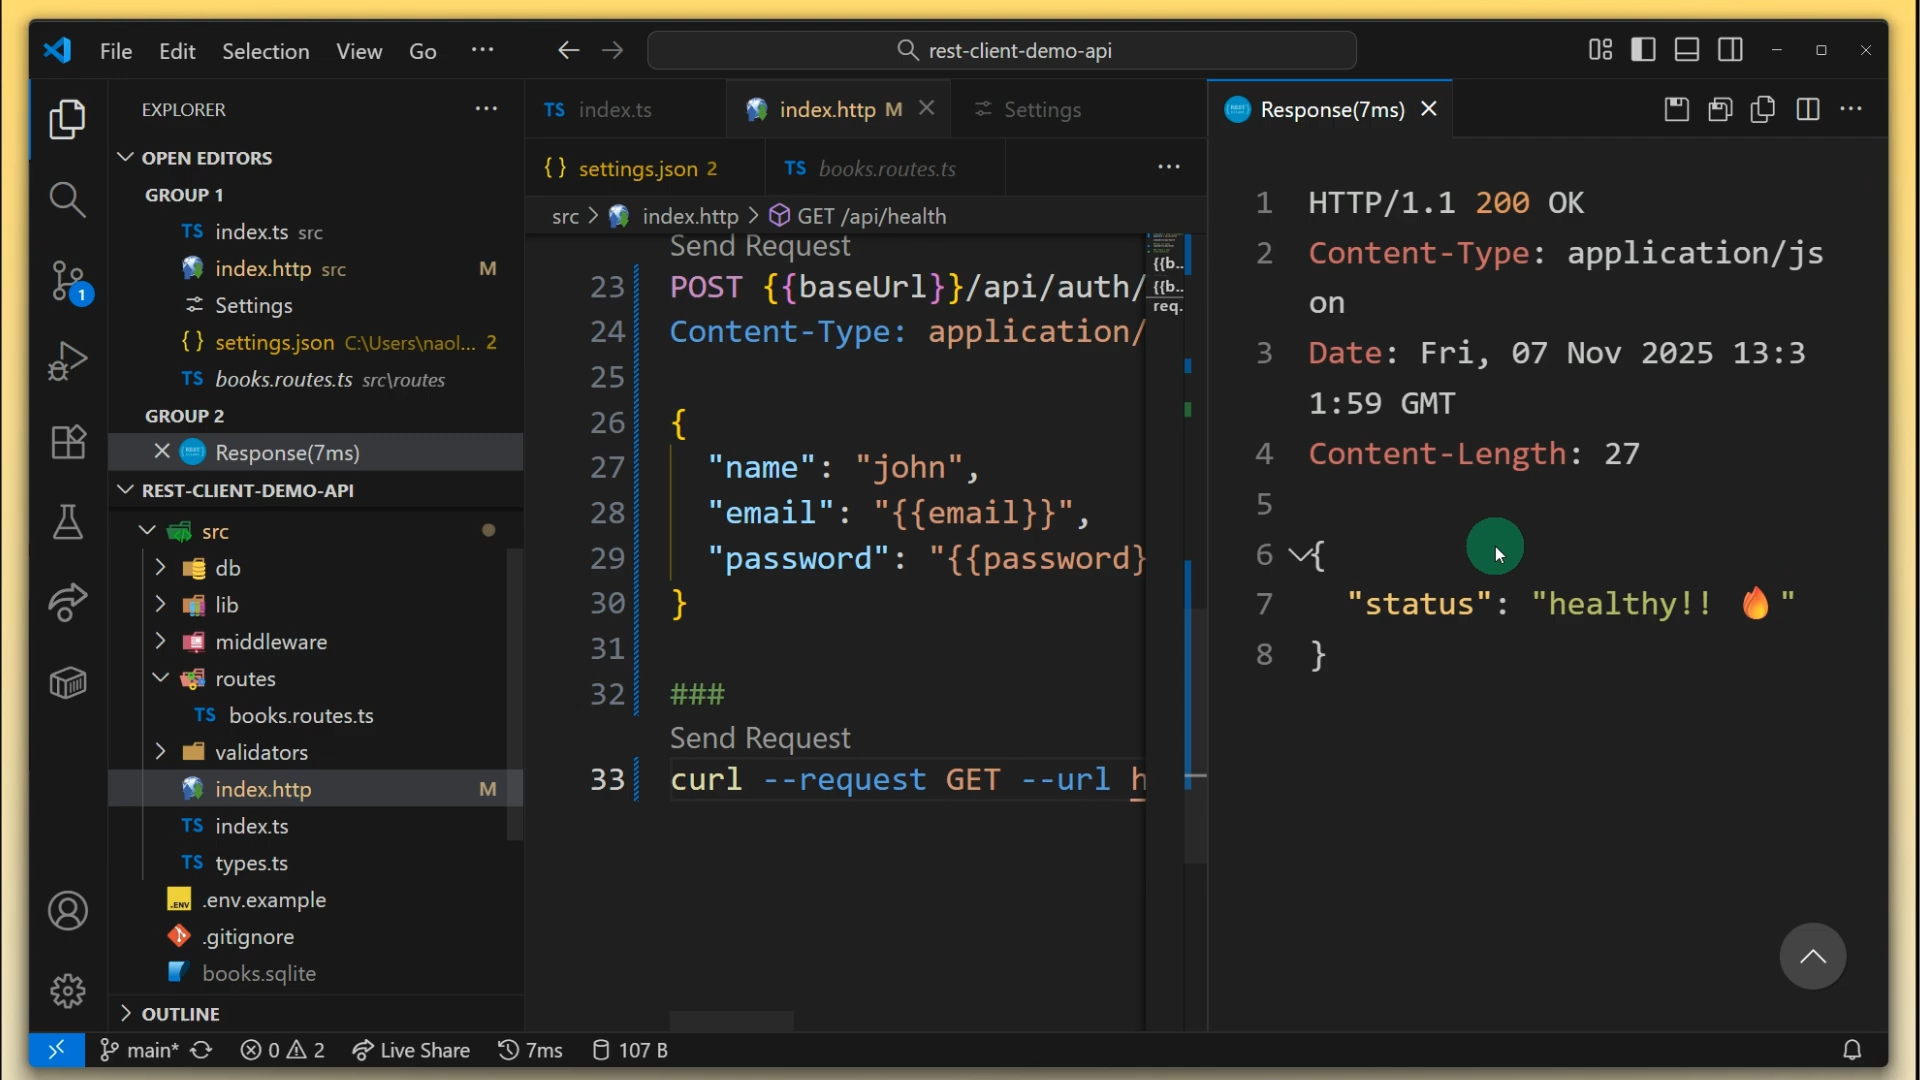 File Edit Selection View Go ···
rest-client-demo-api
EXPLORER ···
OPEN EDITORS
GROUP 1
TS index.ts src
index.http src M
Settings
{} settings.json C:\Users\naol... 2
TS books.routes.ts src\routes
GROUP 2
Response(7ms)
REST-CLIENT-DEMO-API
src
db
lib
middleware
routes
TS books.routes.ts
validators
index.http M
TS index.ts
TS types.ts
.ENV .env.example
.gitignore
books.sqlite
OUTLINE
1
TS index.ts
index.http M
Settings
{} settings.json 2
TS books.routes.ts
···
src > index.http > GET /api/health
Send Request
23 POST {{baseUrl}}/api/auth/
24 Content-Type: application/
25
26 {
27 "name": "john",
28 "email": "{{email}}",
29 "password": "{{password}
30 }
31
32 ###
Send Request
33 curl --request GET --url h
{{b..
{{b..
req.
Response(7ms)
···
1 HTTP/1.1 200 OK
2 Content-Type: application/js
on
3 Date: Fri, 07 Nov 2025 13:3
1:59 GMT
4 Content-Length: 27
5
6 {
7 "status": "healthy!! 🔥"
8 }
main* 0 2 Live Share 7ms 107 B